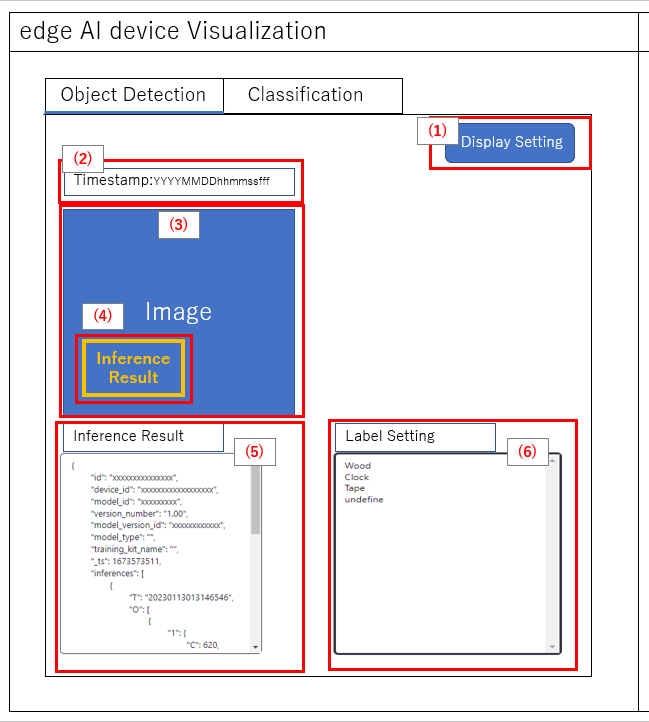 edge AI device Visualization
Object Detection
Classification
(1)
Display Setting
(2)
Timestamp:YYYYMMDDhhmmssfff
(3)
(4)
Image
Inference
Result
Inference Result
(5)
{
"id": "xxxxxxxxxxxxxxx",
"device_id": "xxxxxxxxxxxxxxxxxx",
"model_id": "xxxxxxxxx",
"version_number": "1.00",
"model_version_id": "xxxxxxxxxxxx",
"model_type": "",
"training_kit_name": "",
"_ts": 1673573511,
"inferences": [
{
"T": "20230113013146546",
"O": [
{
"1": {
"C": 620,
Label Setting
(6)
Wood
Clock
Tape
undefine